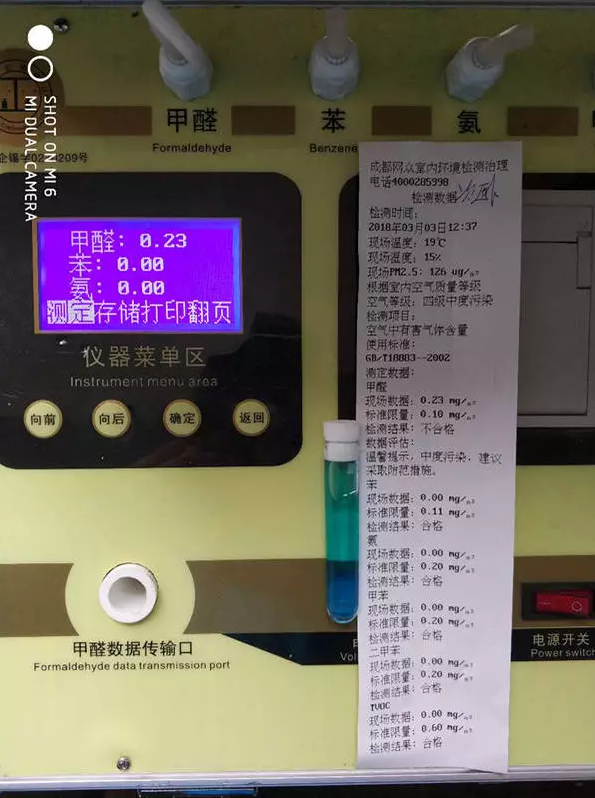 SHOT ON MI 6
MI DUAL CAMERA
甲醛
Formaldehyde
苯
Benzene
氨
209号
甲醛: 0.23
苯: 0.00
氨: 0.00
测定存储打印翻页
仪器菜单区
Instrument menu area
向前
向后
确定
返回
甲醛数据传输口
Formaldehyde data transmission port
电源开关
Power switc
成都网众室内环境检测治理
电话4000285998
检测数据
检测时间:
2018年03月03日12:37
现场温度: 19℃
现场湿度: 15%
现场PM2.5: 126 ug/m3
根据室内空气质量等级
空气等级: 四级中度污染
检测项目:
空气中有害气体含量
使用标准:
GB/T18883--2002
测定数据:
甲醛
现场数据: 0.23 mg/m3
标准限量: 0.10 mg/m3
检测结果: 不合格
数据评估:
温馨提示, 中度污染, 建议
采取防范措施。
苯
现场数据: 0.00 mg/m3
标准限量: 0.11 mg/m3
检测结果: 合格
氨
现场数据: 0.00 mg/m3
标准限量: 0.20 mg/m3
检测结果: 合格
甲苯
现场数据: 0.00 mg/m3
标准限量: 0.20 mg/m3
检测结果: 合格
二甲苯
现场数据: 0.00 mg/m3
标准限量: 0.20 mg/m3
检测结果: 合格
TVOC
现场数据: 0.00 mg/m3
标准限量: 0.60 mg/m3
检测结果: 合格